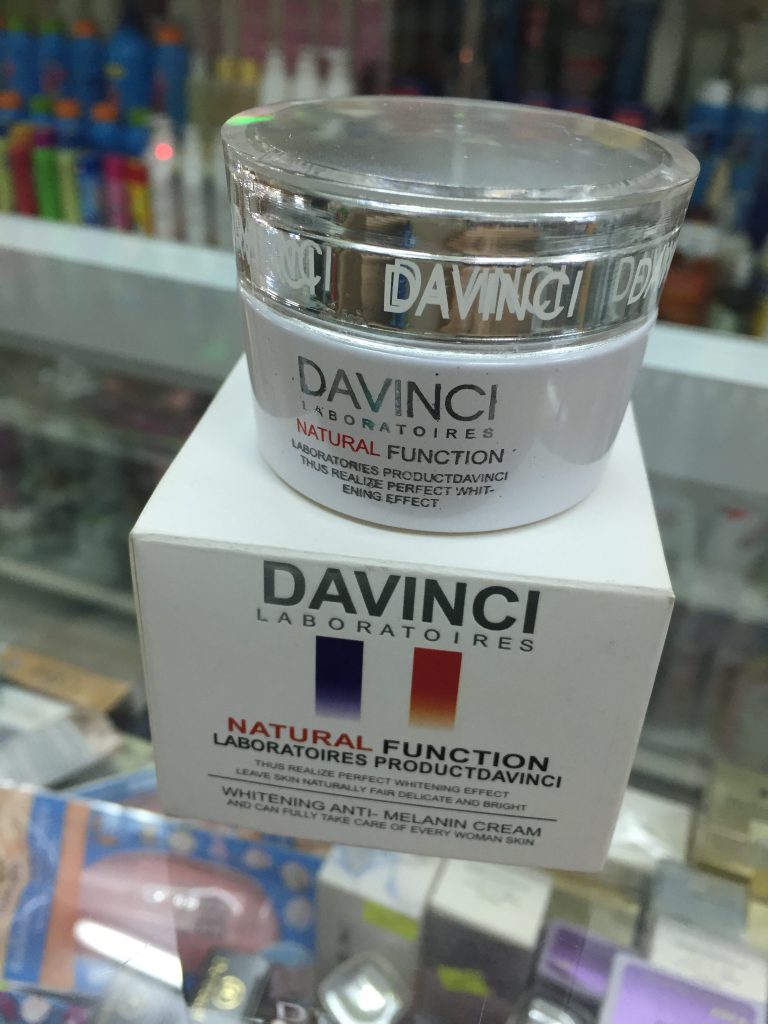 DAVINCI
DAVINCI
LABORATOIRES
NATURAL FUNCTION
LABORATORIES PRODUCTDAVINCI
THUS REALIZE PERFECT WHIT-
ENING EFFECT
DAVINCI
LABORATOIRES
NATURAL FUNCTION
LABORATOIRES PRODUCTDAVINCI
THUS REALIZE PERFECT WHITENING EFFECT
LEAVE SKIN NATURALLY FAIR DELICATE AND BRIGHT
WHITENING ANTI- MELANIN CREAM
AND CAN FULLY TAKE CARE OF EVERY WOMAN SKIN